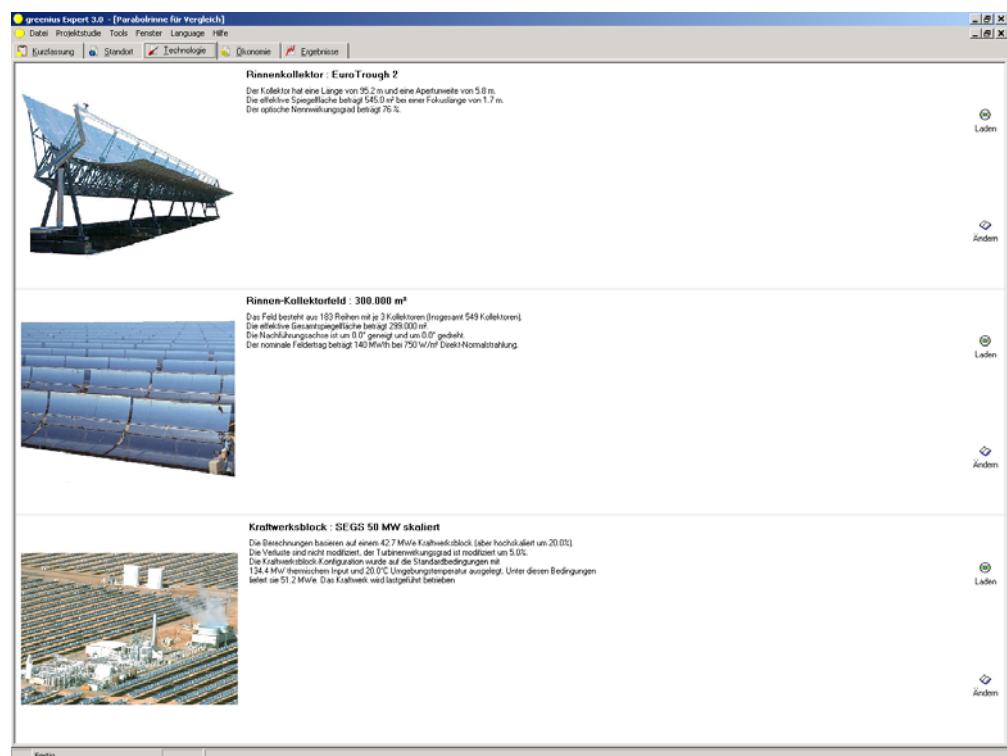 greenius Expert 3.0 - [Parabolrinne für Vergleich]
Datei Projektstudie Tools Fenster Language Hilfe
Kurzfassung Standort Technologie Ökonomie Ergebnisse
Rinnenkollektor : EuroTrough 2
Der Kollektor hat eine Länge von 95.2 m und eine Aperturweite von 5.8 m.
Die effektive Spiegelfläche beträgt 545.0 m² bei einer Fokuslänge von 1.7 m.
Der optische Nennwirkungsgrad beträgt 76 %.
Laden
Ändern
Rinnen-Kollektorfeld : 300.000 m²
Das Feld besteht aus 183 Reihen mit je 3 Kollektoren (Insgesamt 549 Kollektoren).
Die effektive Gesamtspiegelfläche beträgt 299.000 m².
Die Nachführungsachse ist um 0.0° geneigt und um 0.0° gedreht.
Der nominale Feldertrag beträgt 140 MWth bei 750 W/m² Direkt-Normalstrahlung.
Laden
Ändern
Kraftwerksblock : SEGS 50 MW skaliert
Die Berechnungen basieren auf einem 42.7 MWe Kraftwerksblock (aber hochskaliert um 20.0%).
Die Verluste sind nicht modifiziert, der Turbinenwirkungsgrad ist modifiziert um 5.0%.
Die Kraftwerksblock-Konfiguration wurde auf die Standardbedingungen mit
134.4 MW thermischem Input und 20.0°C Umgebungstemperatur ausgelegt. Unter diesen Bedingungen
liefert sie 51.2 MWe. Das Kraftwerk wird lastgeführt betrieben
Laden
Ändern
Fertig